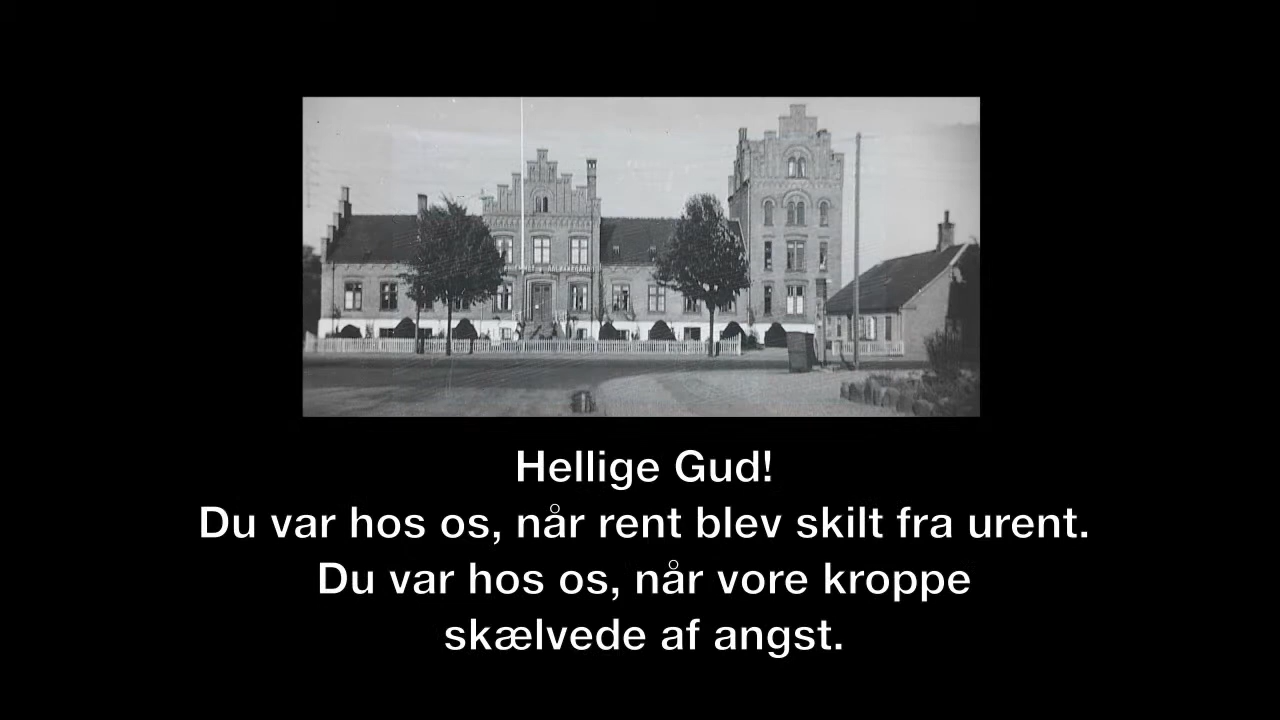 Hellige Gud!
Du var hos os, når rent blev skilt fra urent.
Du var hos os, når vore kroppe
skælvede af angst.